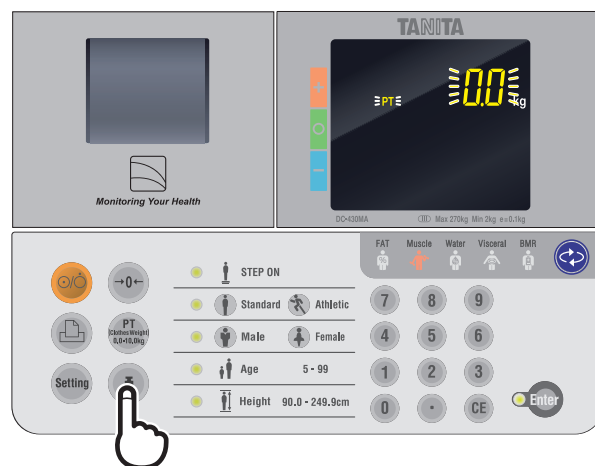 TANITA
PT
0.0 kg
Monitoring Your Health
DC-430MA
Max 270kg Min 2kg e=0.1kg
FAT Muscle Water Visceral BMR
→0←
STEP ON
PT
(Clothes Weight)
0.0-10.0kg
Standard Athletic
Male Female
Setting
Age 5 - 99
Height 90.0 - 249.9cm
7 8 9
4 5 6
1 2 3
0 · CE
Enter